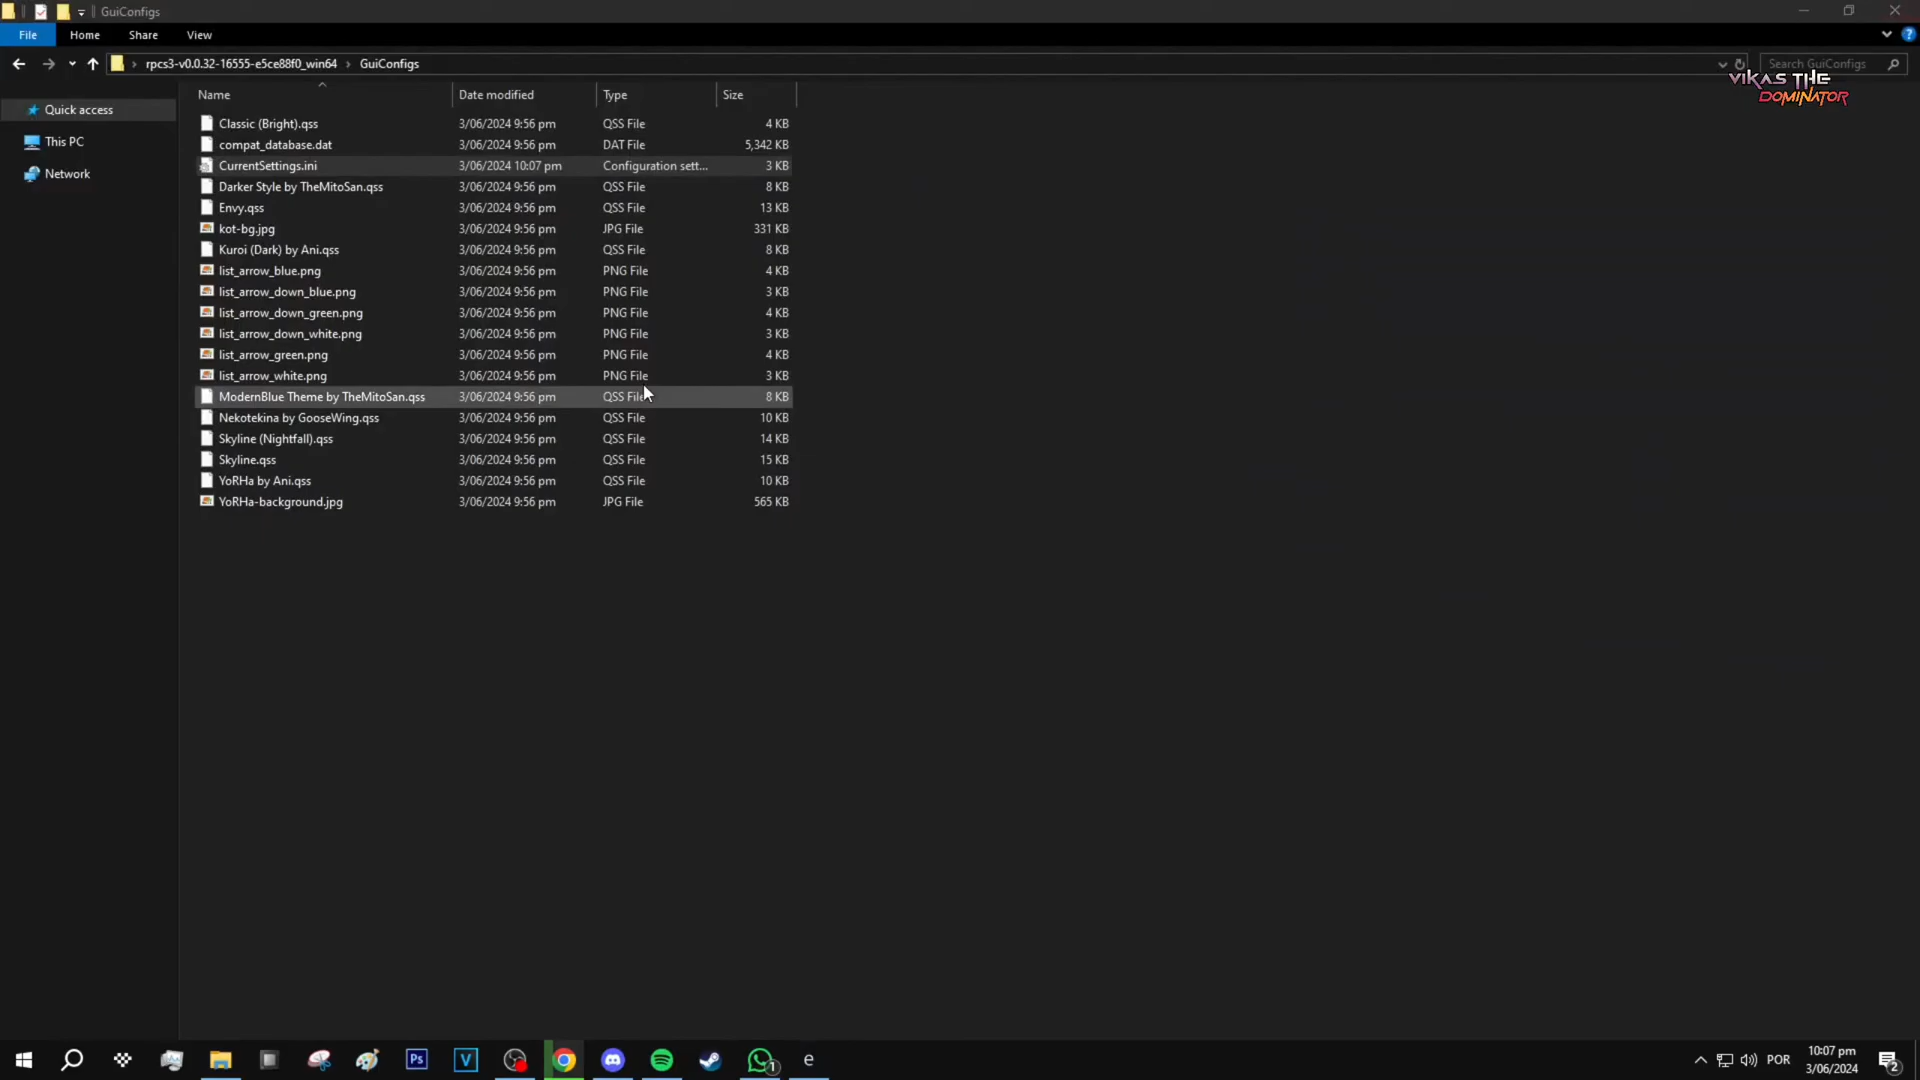 GuiConfigs
File Home Share View
rpcs3-v0.0.32-16555-e5ce88f0_win64 GuiConfigs Search GuiConfigs
VIKAS THE
DOMINATOR
Name Date modified Type Size
Quick access
This PC
Network
Classic (Bright).qss 3/06/2024 9:56 pm QSS File 4 KB
compat_database.dat 3/06/2024 9:56 pm DAT File 5,342 KB
CurrentSettings.ini 3/06/2024 10:07 pm Configuration sett... 3 KB
Darker Style by TheMitoSan.qss 3/06/2024 9:56 pm QSS File 8 KB
Envy.qss 3/06/2024 9:56 pm QSS File 13 KB
kot-bg.jpg 3/06/2024 9:56 pm JPG File 331 KB
Kuroi (Dark) by Ani.qss 3/06/2024 9:56 pm QSS File 8 KB
list_arrow_blue.png 3/06/2024 9:56 pm PNG File 4 KB
list_arrow_down_blue.png 3/06/2024 9:56 pm PNG File 3 KB
list_arrow_down_green.png 3/06/2024 9:56 pm PNG File 4 KB
list_arrow_down_white.png 3/06/2024 9:56 pm PNG File 3 KB
list_arrow_green.png 3/06/2024 9:56 pm PNG File 4 KB
list_arrow_white.png 3/06/2024 9:56 pm PNG File 3 KB
ModernBlue Theme by TheMitoSan.qss 3/06/2024 9:56 pm QSS File 8 KB
Nekotekina by GooseWing.qss 3/06/2024 9:56 pm QSS File 10 KB
Skyline (Nightfall).qss 3/06/2024 9:56 pm QSS File 14 KB
Skyline.qss 3/06/2024 9:56 pm QSS File 15 KB
YoRHa by Ani.qss 3/06/2024 9:56 pm QSS File 10 KB
YoRHa-background.jpg 3/06/2024 9:56 pm JPG File 565 KB
Ps V 1 e POR 10:07 pm 2
3/06/2024